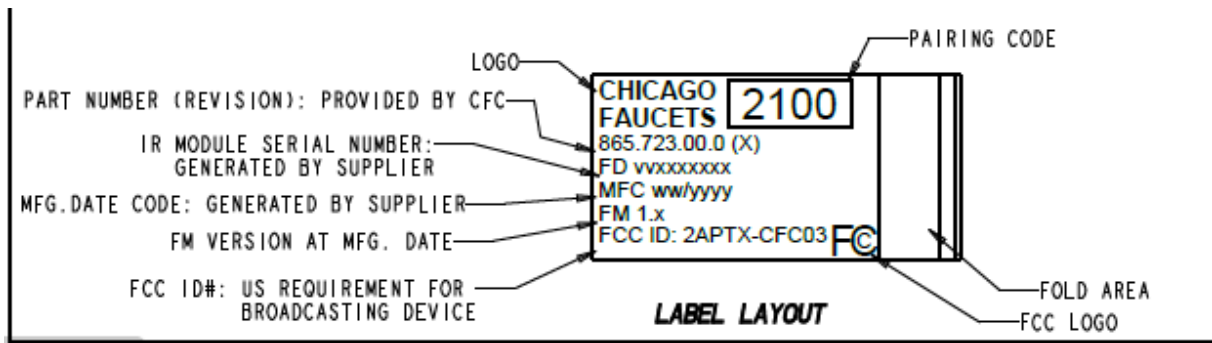 PAIRING CODE
LOGO
PART NUMBER (REVISION): PROVIDED BY CFC
IR MODULE SERIAL NUMBER:
GENERATED BY SUPPLIER
MFG.DATE CODE: GENERATED BY SUPPLIER
FM VERSION AT MFG. DATE
FCC ID#: US REQUIREMENT FOR
BROADCASTING DEVICE
CHICAGO
FAUCETS
2100
865.723.00.0 (X)
FD vvxxxxxxx
MFC ww/yyyy
FM 1.x
FCC ID: 2APTX-CFC03
FC
LABEL LAYOUT
FOLD AREA
FCC LOGO